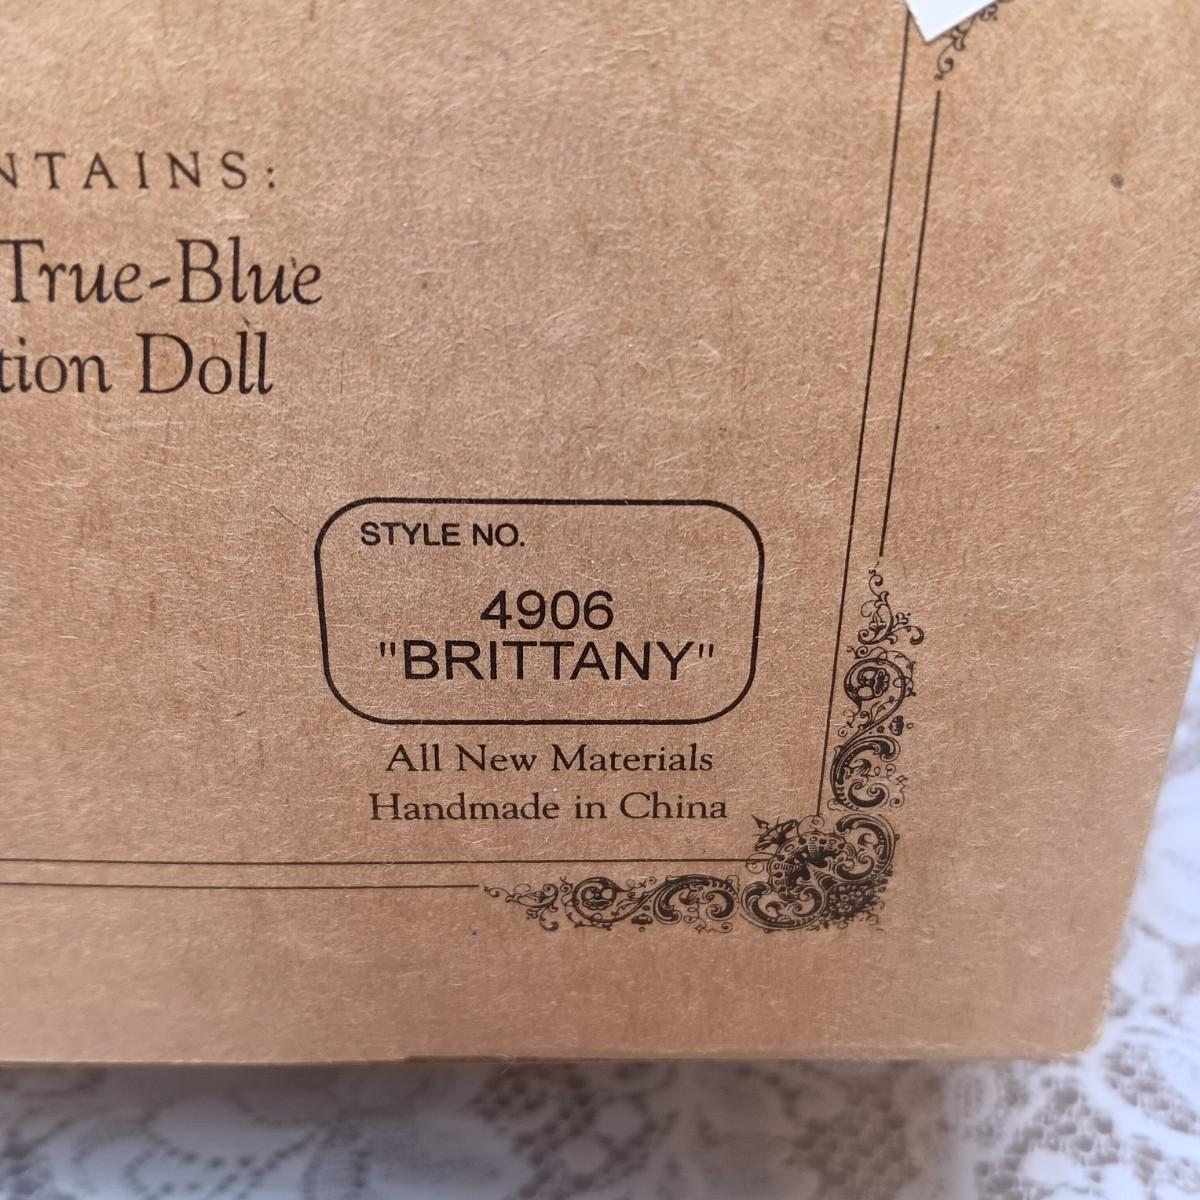 NTAINS:
True-Blue
tion Doll
STYLE NO.
4906
"BRITTANY"
All New Materials
Handmade in China